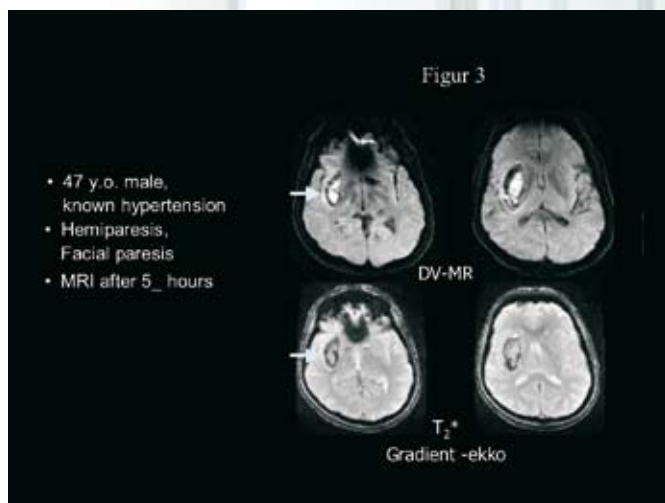 Figur 3
• 47 y.o. male,
known hypertension
• Hemiparesis,
Facial paresis
• MRI after 5_ hours
DV-MR
T₂*
Gradient -ekko